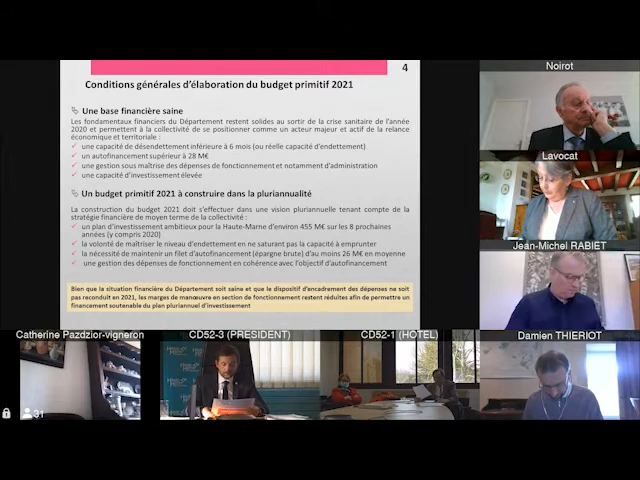 4
Conditions générales d'élaboration du budget primitif 2021
Une base financière saine
Les fondamentaux financiers du Département restent solides au sortir de la crise sanitaire de l'année
2020 et permettent à la collectivité de se positionner comme un acteur majeur et actif de la relance
économique et territoriale :
une capacité de désendettement inférieure à 6 mois (ou réelle capacité d'endettement)
un autofinancement supérieur à 28 M€
une gestion sous maîtrise des dépenses de fonctionnement et notamment d'administration
une capacité d'investissement élevée
Un budget primitif 2021 à construire dans la pluriannualité
La construction du budget 2021 doit s'effectuer dans une vision pluriannuelle tenant compte de la
stratégie financière de moyen terme de la collectivité :
un plan d'investissement ambitieux pour la Haute-Marne d'environ 455 M€ sur les 8 prochaines
années (y compris 2020)
la volonté de maîtriser le niveau d'endettement en ne saturant pas la capacité à emprunter
la nécessité de maintenir un filet d'autofinancement (épargne brute) d'au moins 26 M€ en moyenne
une gestion des dépenses de fonctionnement en cohérence avec l'objectif d'autofinancement
Bien que la situation financière du Département soit saine et que le dispositif d'encadrement des dépenses ne soit
pas reconduit en 2021, les marges de manœuvre en section de fonctionnement restent réduites afin de permettre un
financement soutenable du plan pluriannuel d'investissement
Noirot
Lavocat
Jean-Michel RABIET
Damien THIERIOT
Catherine Pazdzior-vigneron
CD52-3 (PRESIDENT)
CD52-1 (HOTEL)
31